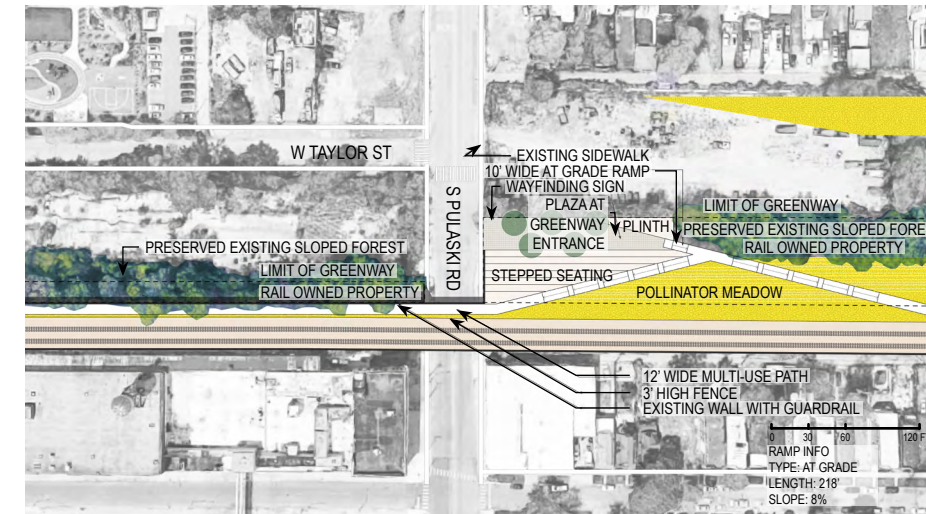 W TAYLOR ST
S PULASKI RD
EXISTING SIDEWALK
10' WIDE AT GRADE RAMP
WAYFINDING SIGN
PLAZA AT
GREENWAY
ENTRANCE
PLINTH
LIMIT OF GREENWAY
PRESERVED EXISTING SLOPED FORE
RAIL OWNED PROPERTY
PRESERVED EXISTING SLOPED FOREST
LIMIT OF GREENWAY
RAIL OWNED PROPERTY
STEPPED SEATING
POLLINATOR MEADOW
12' WIDE MULTI-USE PATH
3' HIGH FENCE
EXISTING WALL WITH GUARDRAIL
0 30 60 120 F
RAMP INFO
TYPE: AT GRADE
LENGTH: 218'
SLOPE: 8%